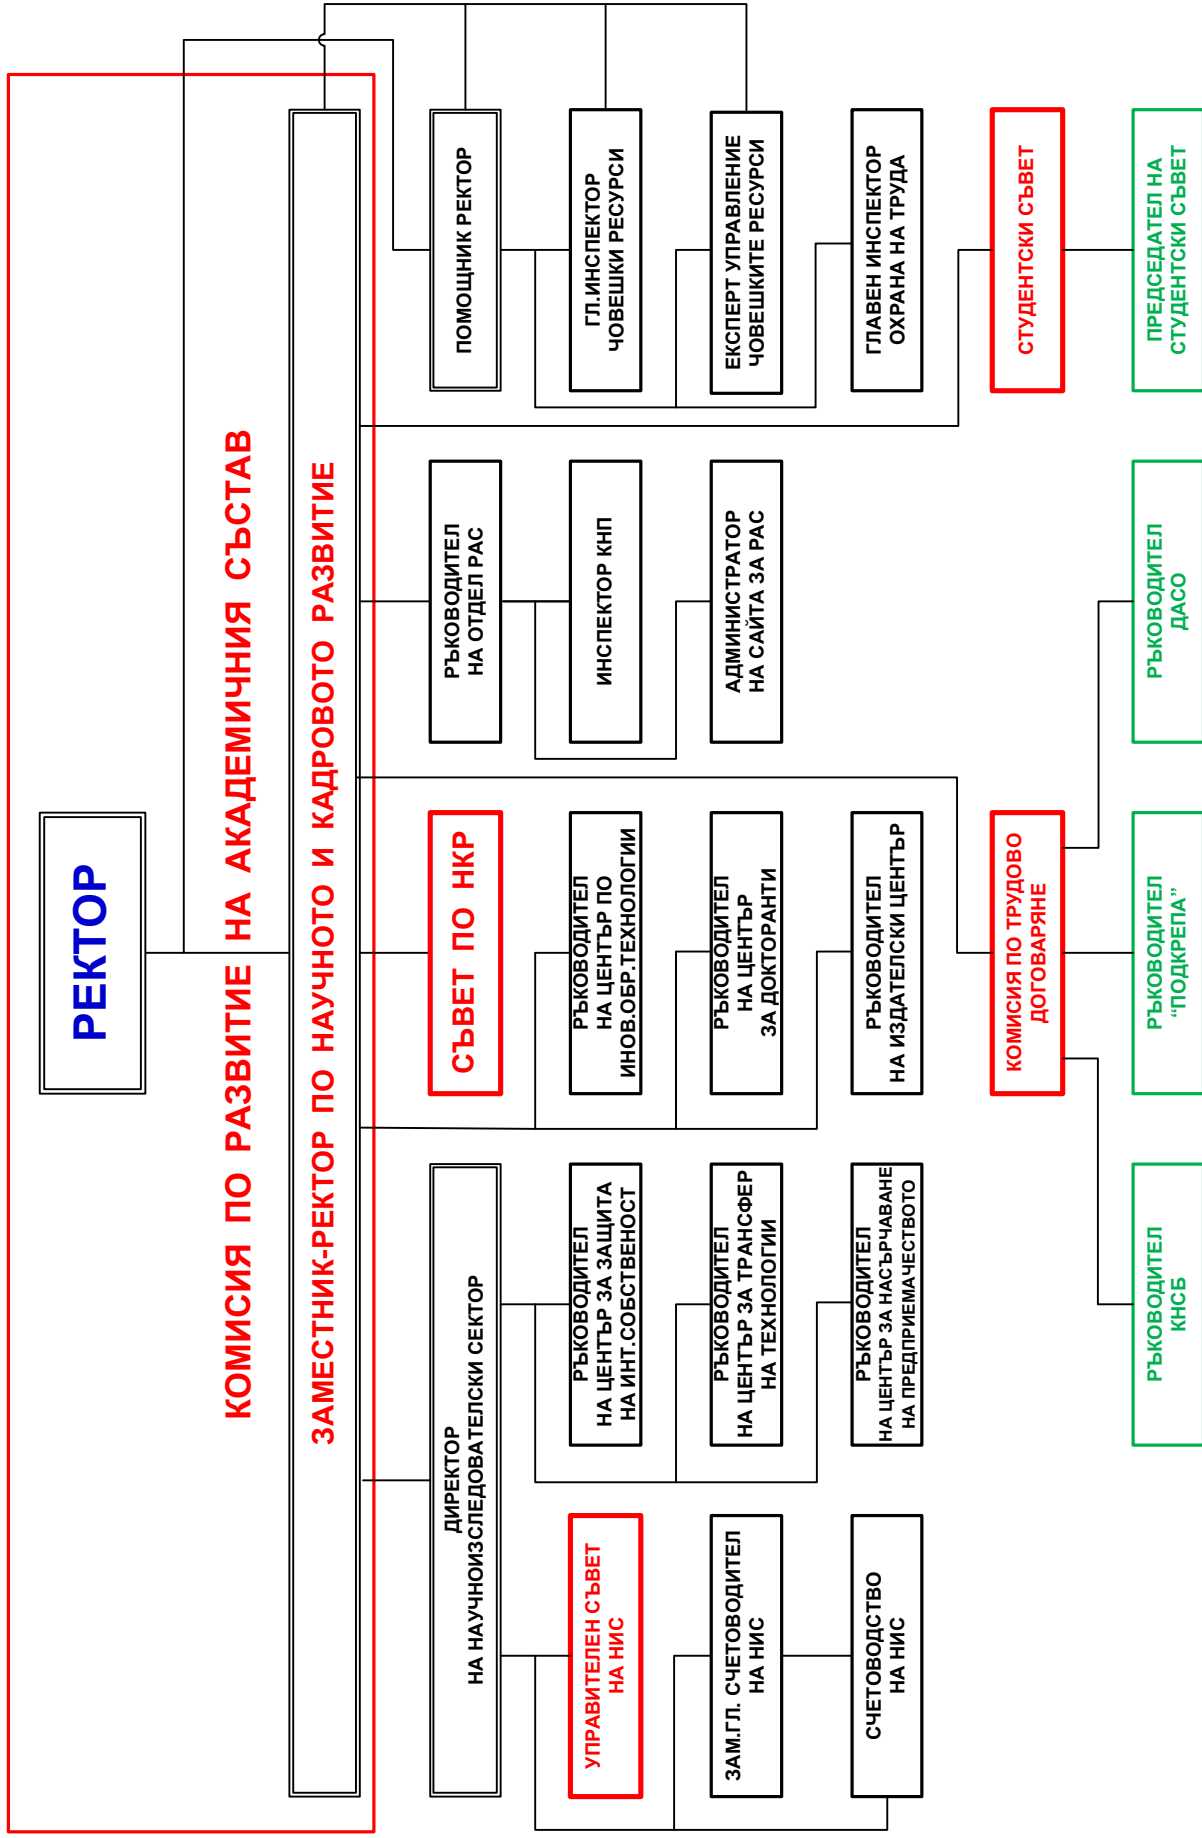 РЕКТОР
КОМИСИЯ ПО РАЗВИТИЕ НА АКАДЕМИЧНИЯ СЪСТАВ
ЗАМЕСТНИК-РЕКТОР ПО НАУЧНОТО И КАДРОВОТО РАЗВИТИЕ
ДИРЕКТОР
НА НАУЧНОИЗСЛЕДОВАТЕЛСКИ СЕКТОР
СЪВЕТ ПО НКР
РЪКОВОДИТЕЛ
НА ОТДЕЛ РАС
ПОМОЩНИК РЕКТОР
УПРАВИТЕЛЕН СЪВЕТ
НА НИС
РЪКОВОДИТЕЛ
НА ЦЕНТЪР ЗА ЗАЩИТА
НА ИНТ.СОБСТВЕНОСТ
РЪКОВОДИТЕЛ
НА ЦЕНТЪР ПО
ИНОВ.ОБР.ТЕХНОЛОГИИ
ИНСПЕКТОР КНП
ГЛ.ИНСПЕКТОР
ЧОВЕШКИ РЕСУРСИ
ЗАМ.ГЛ. СЧЕТОВОДИТЕЛ
НА НИС
РЪКОВОДИТЕЛ
НА ЦЕНТЪР ЗА ТРАНСФЕР
НА ТЕХНОЛОГИИ
РЪКОВОДИТЕЛ
НА ЦЕНТЪР
ЗА ДОКТОРАНТИ
АДМИНИСТРАТОР
НА САЙТА ЗА РАС
ЕКСПЕРТ УПРАВЛЕНИЕ
ЧОВЕШКИТЕ РЕСУРСИ
СЧЕТОВОДСТВО
НА НИС
РЪКОВОДИТЕЛ
НА ЦЕНТЪР ЗА НАСЪРЧАВАНЕ
НА ПРЕДПРИЕМАЧЕСТВОТО
РЪКОВОДИТЕЛ
НА ИЗДАТЕЛСКИ ЦЕНТЪР
ГЛАВЕН ИНСПЕКТОР
ОХРАНА НА ТРУДА
КОМИСИЯ ПО ТРУДОВО
ДОГОВАРЯНЕ
СТУДЕНТСКИ СЪВЕТ
РЪКОВОДИТЕЛ
КНСБ
РЪКОВОДИТЕЛ
“ПОДКРЕПА”
РЪКОВОДИТЕЛ
ДАСО
ПРЕДСЕДАТЕЛ НА
СТУДЕНТСКИ СЪВЕТ